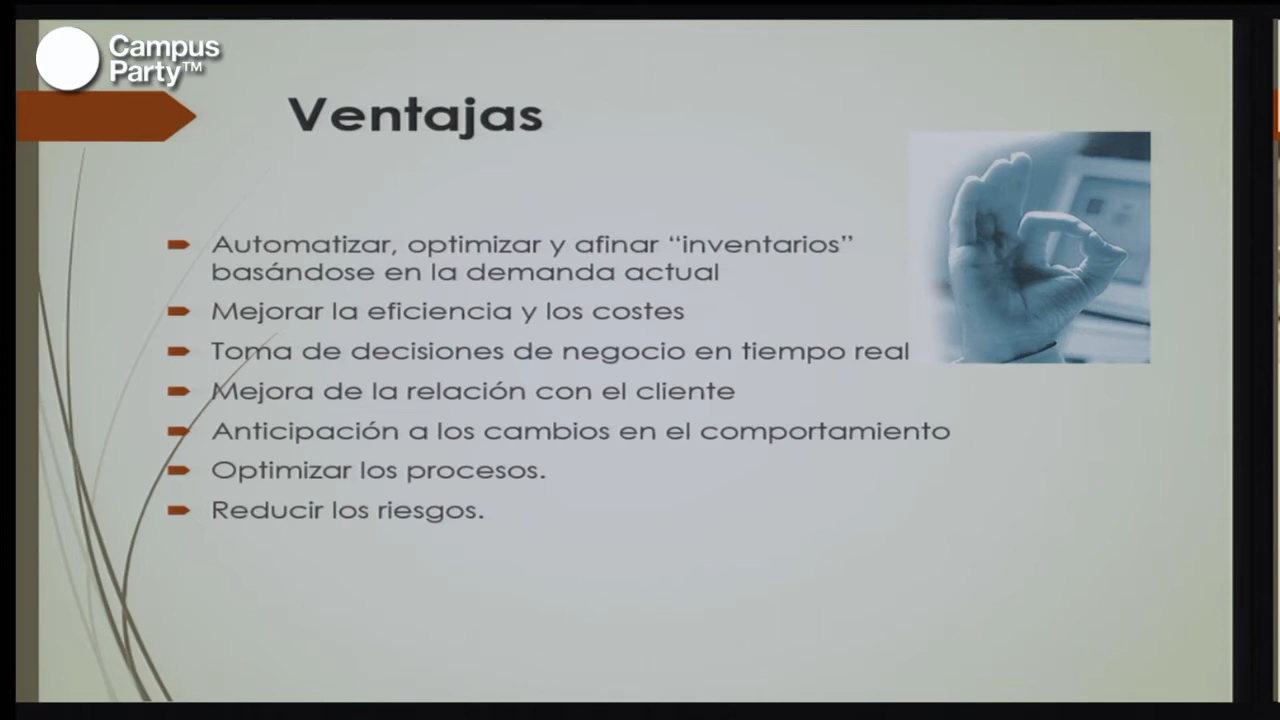 Campus
Party™
Ventajas
Automatizar, optimizar y afinar “inventarios”
basándose en la demanda actual
Mejorar la eficiencia y los costes
Toma de decisiones de negocio en tiempo real
Mejora de la relación con el cliente
Anticipación a los cambios en el comportamiento
Optimizar los procesos.
Reducir los riesgos.